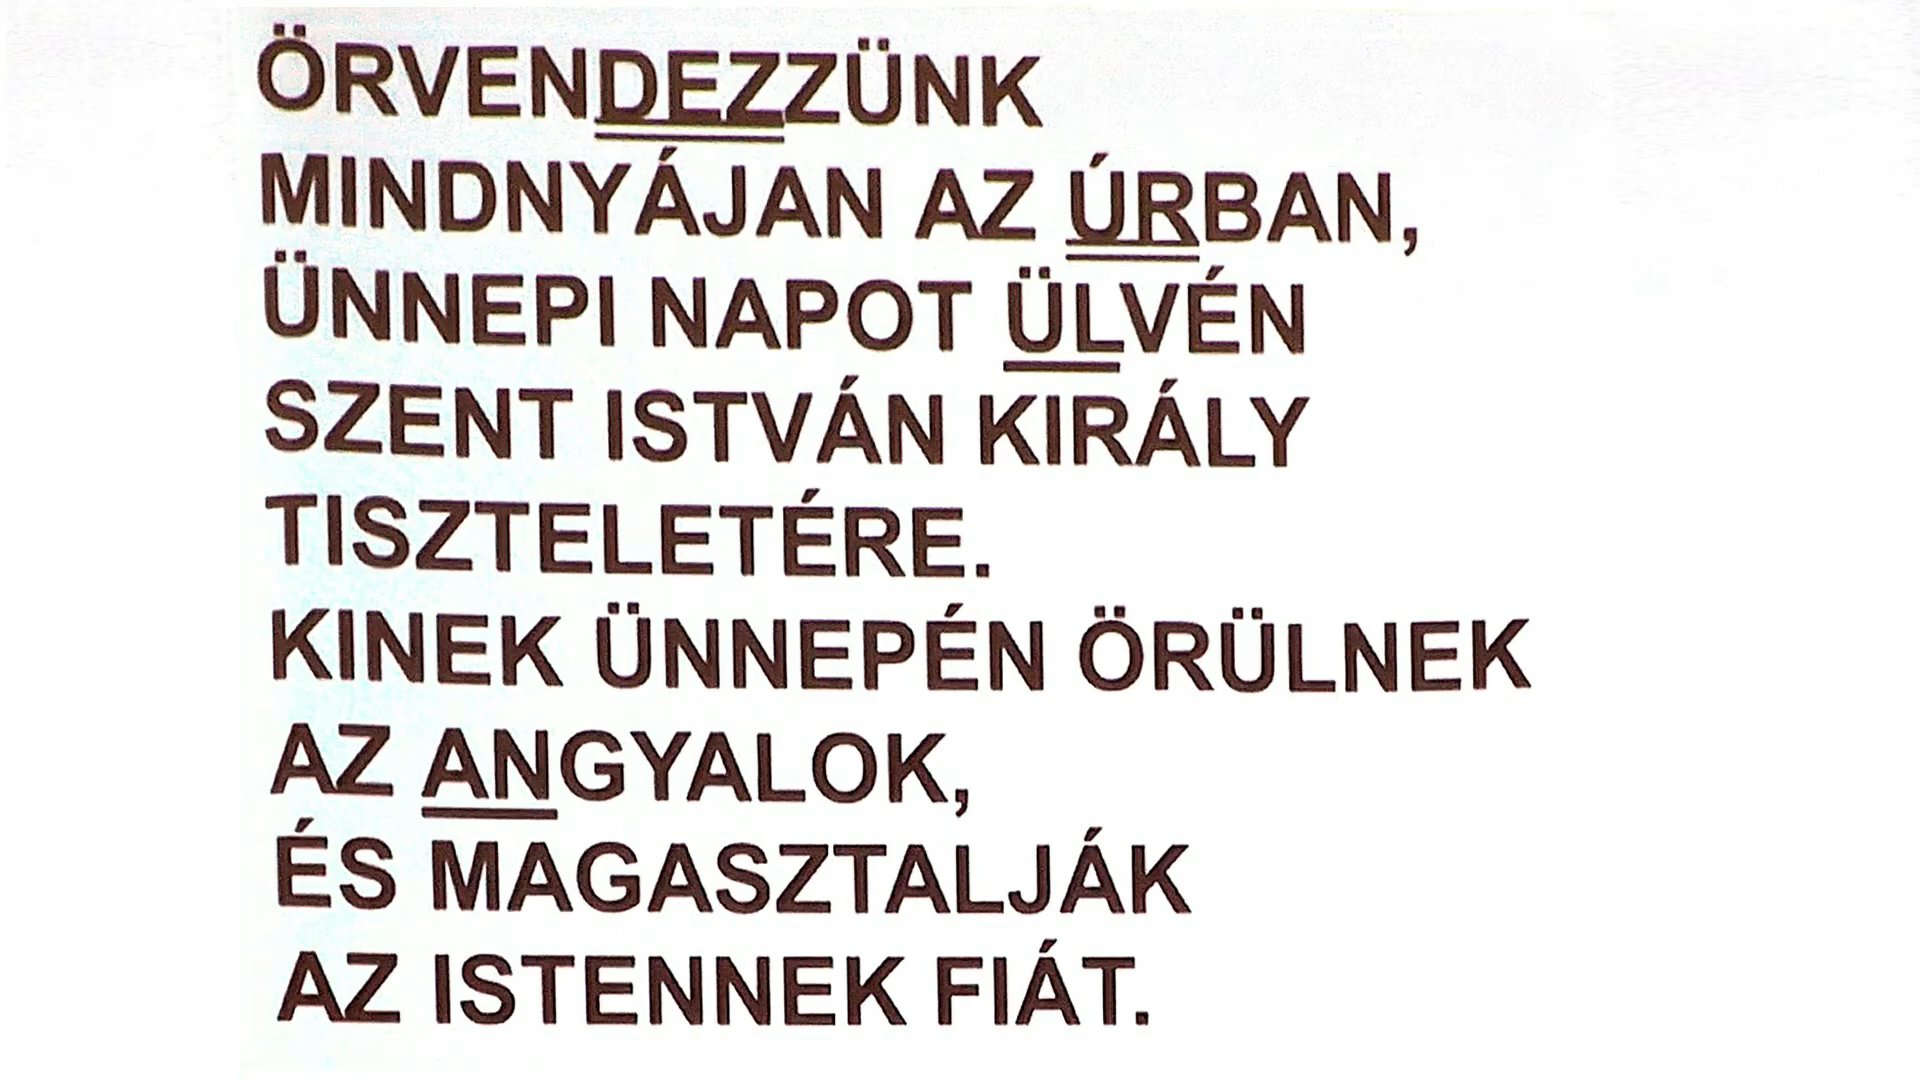 ÖRVENDEZZÜNK
MINDNYÁJAN AZ ÚRBAN,
ÜNNEPI NAPOT ÜLVÉN
SZENT ISTVÁN KIRÁLY
TISZTELETÉRE.
KINEK ÜNNEPÉN ÖRÜLNEK
AZ ANGYALOK,
ÉS MAGASZTALJÁK
AZ ISTENNEK FIÁT.